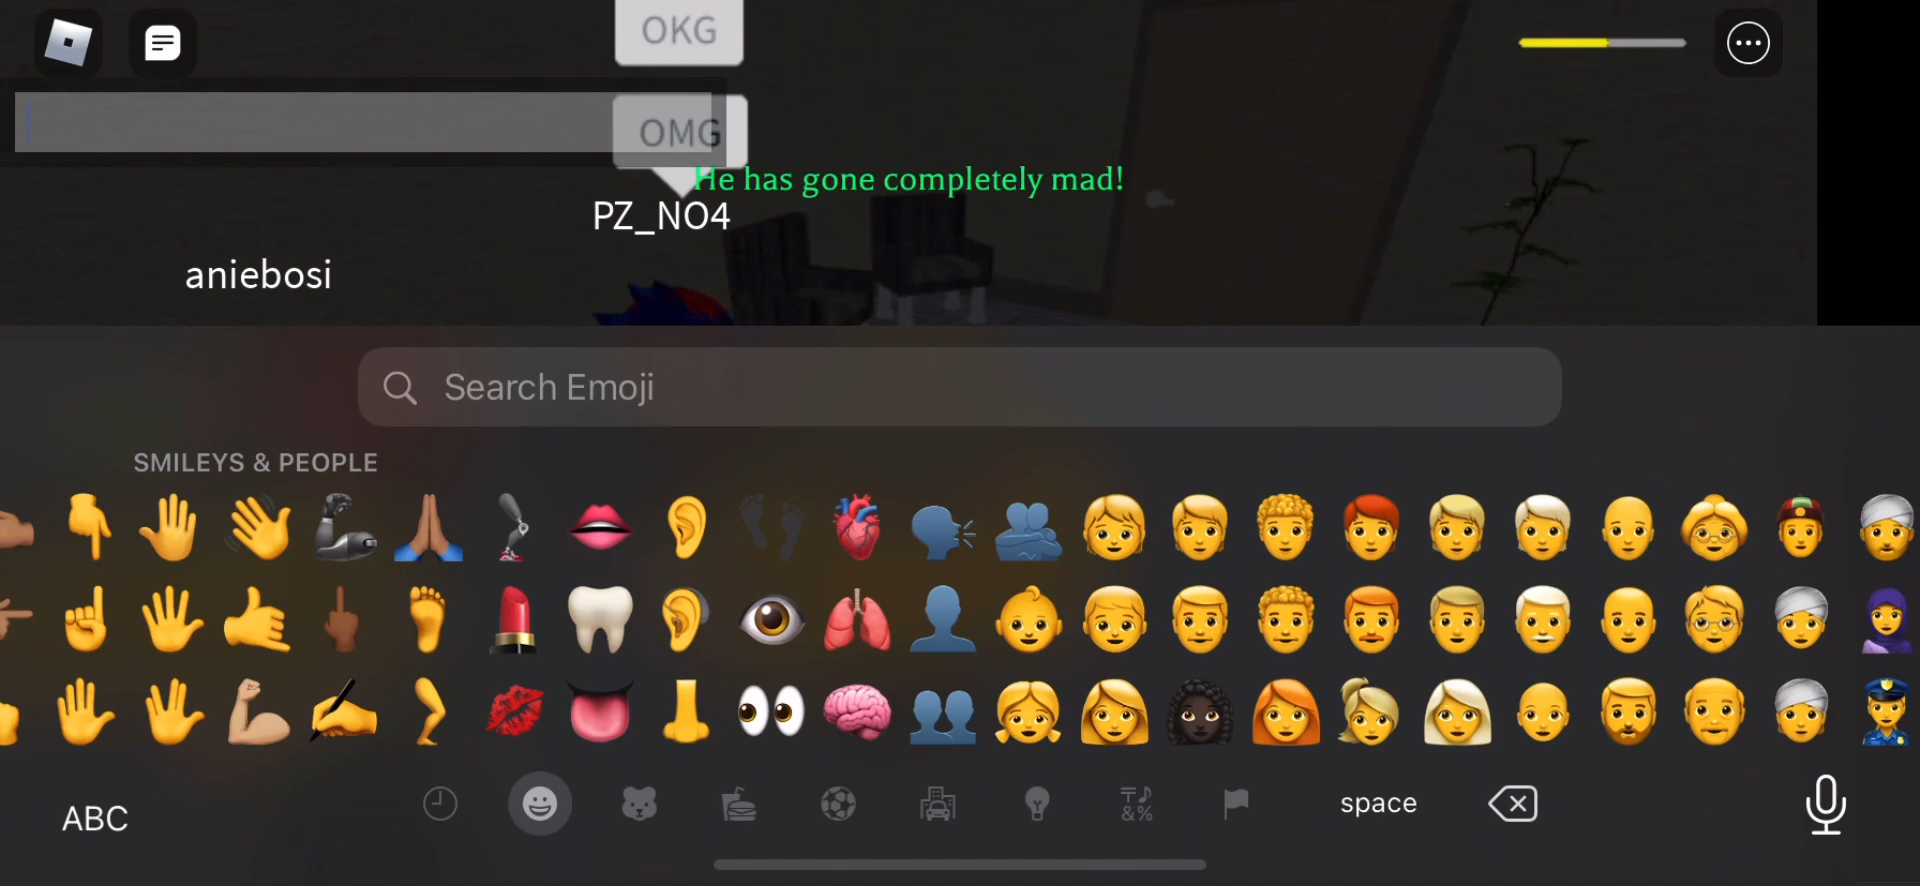 OKG
OMG
He has gone completely mad!
PZ_NO4
aniebosi
Search Emoji
SMILEYS & PEOPLE
ABC
space